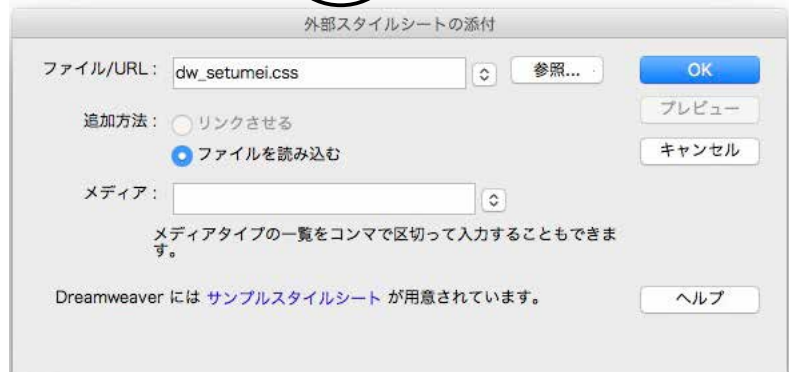 外部スタイルシートの添付
ファイル/URL： dw_setumei.css 参照... OK
プレビュー
追加方法： リンクさせる
ファイルを読み込む キャンセル
メディア：
メディアタイプの一覧をコンマで区切って入力することもできま
す。
Dreamweaver には サンプルスタイルシート が用意されています。 ヘルプ